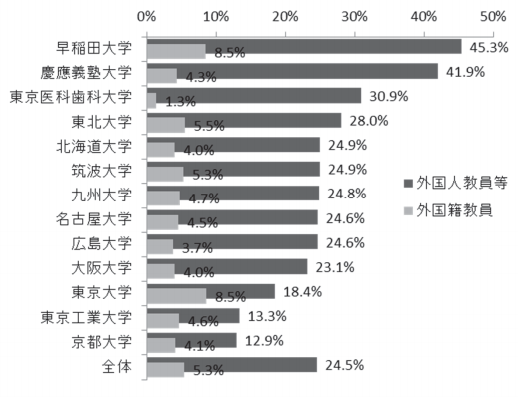 0% 10% 20% 30% 40% 50%
早稲田大学 8.5% 45.3%
慶應義塾大学 4.3% 41.9%
東京医科歯科大学 1.3% 30.9%
東北大学 5.5% 28.0%
北海道大学 4.0% 24.9%
筑波大学 5.3% 24.9%
九州大学 4.7% 24.8%
名古屋大学 4.5% 24.6%
広島大学 3.7% 24.6%
大阪大学 4.0% 23.1%
東京大学 8.5% 18.4%
東京工業大学 4.6% 13.3%
京都大学 4.1% 12.9%
全体 5.3% 24.5%
外国人教員等
外国籍教員